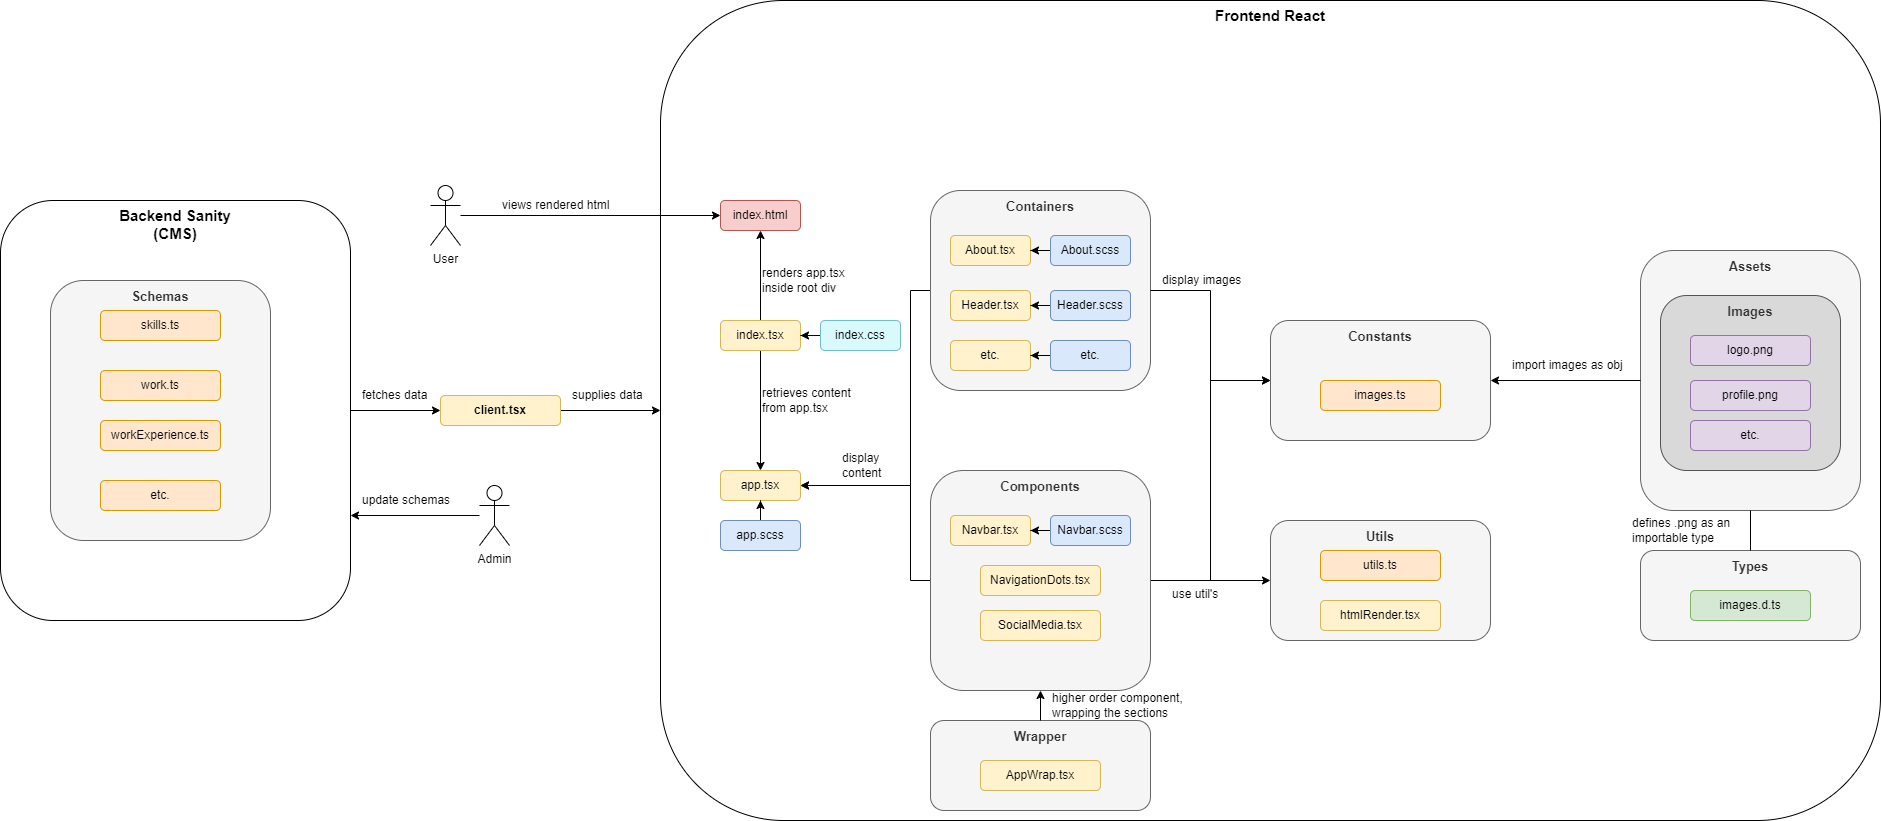 Frontend React
Backend Sanity
(CMS)
Schemas
skills.ts
work.ts
workExperience.ts
etc.
User
views rendered html
fetches data
client.tsx
supplies data
update schemas
Admin
index.html
renders app.tsx
inside root div
index.tsx
index.css
retrieves content
from app.tsx
app.tsx
app.scss
display
content
Containers
About.tsx
About.scss
Header.tsx
Header.scss
etc.
etc.
Components
Navbar.tsx
Navbar.scss
NavigationDots.tsx
SocialMedia.tsx
higher order component,
wrapping the sections
Wrapper
AppWrap.tsx
display images
use util's
Constants
images.ts
Utils
utils.ts
htmlRender.tsx
import images as obj
Assets
Images
logo.png
profile.png
etc.
defines .png as an
importable type
Types
images.d.ts